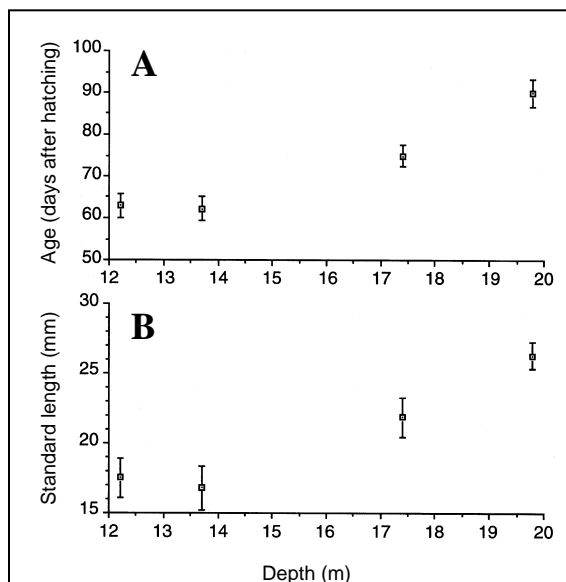 A
Age (days after hatching)
100
90
80
70
60
50
12 13 14 15 16 17 18 19 20
B
Standard length (mm)
30
25
20
15
12 13 14 15 16 17 18 19 20
Depth (m)